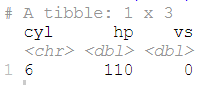 # A tibble: 1 x 3
cyl hp vs
<chr> <dbl> <dbl>
1 6 110 0